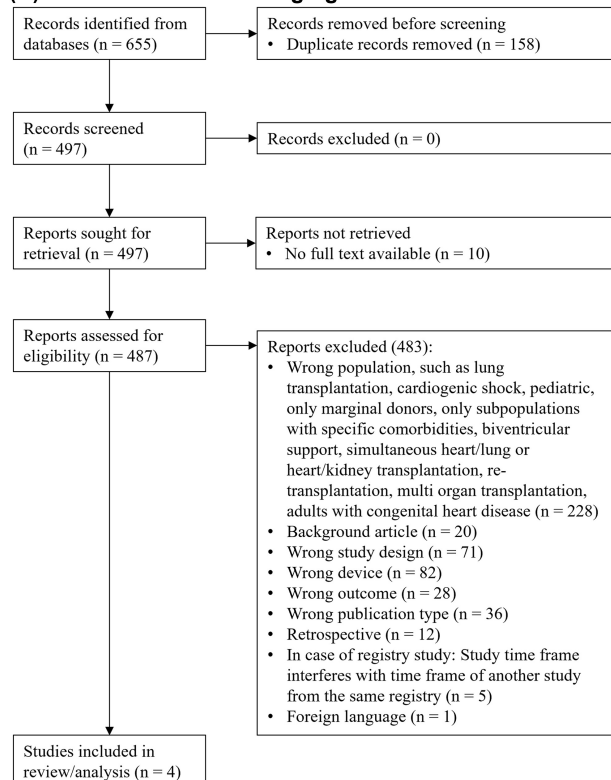 Records identified from
databases (n = 655)
Records removed before screening
• Duplicate records removed (n = 158)
Records screened
(n = 497)
Records excluded (n = 0)
Reports sought for
retrieval (n = 497)
Reports not retrieved
• No full text available (n = 10)
Reports assessed for
eligibility (n = 487)
Reports excluded (483):
• Wrong population, such as lung
transplantation, cardiogenic shock, pediatric,
only marginal donors, only subpopulations
with specific comorbidities, biventricular
support, simultaneous heart/lung or
heart/kidney transplantation, re-
transplantation, multi organ transplantation,
adults with congenital heart disease (n = 228)
• Background article (n = 20)
• Wrong study design (n = 71)
• Wrong device (n = 82)
• Wrong outcome (n = 28)
• Wrong publication type (n = 36)
• Retrospective (n = 12)
• In case of registry study: Study time frame
interferes with time frame of another study
from the same registry (n = 5)
• Foreign language (n = 1)
Studies included in
review/analysis (n = 4)